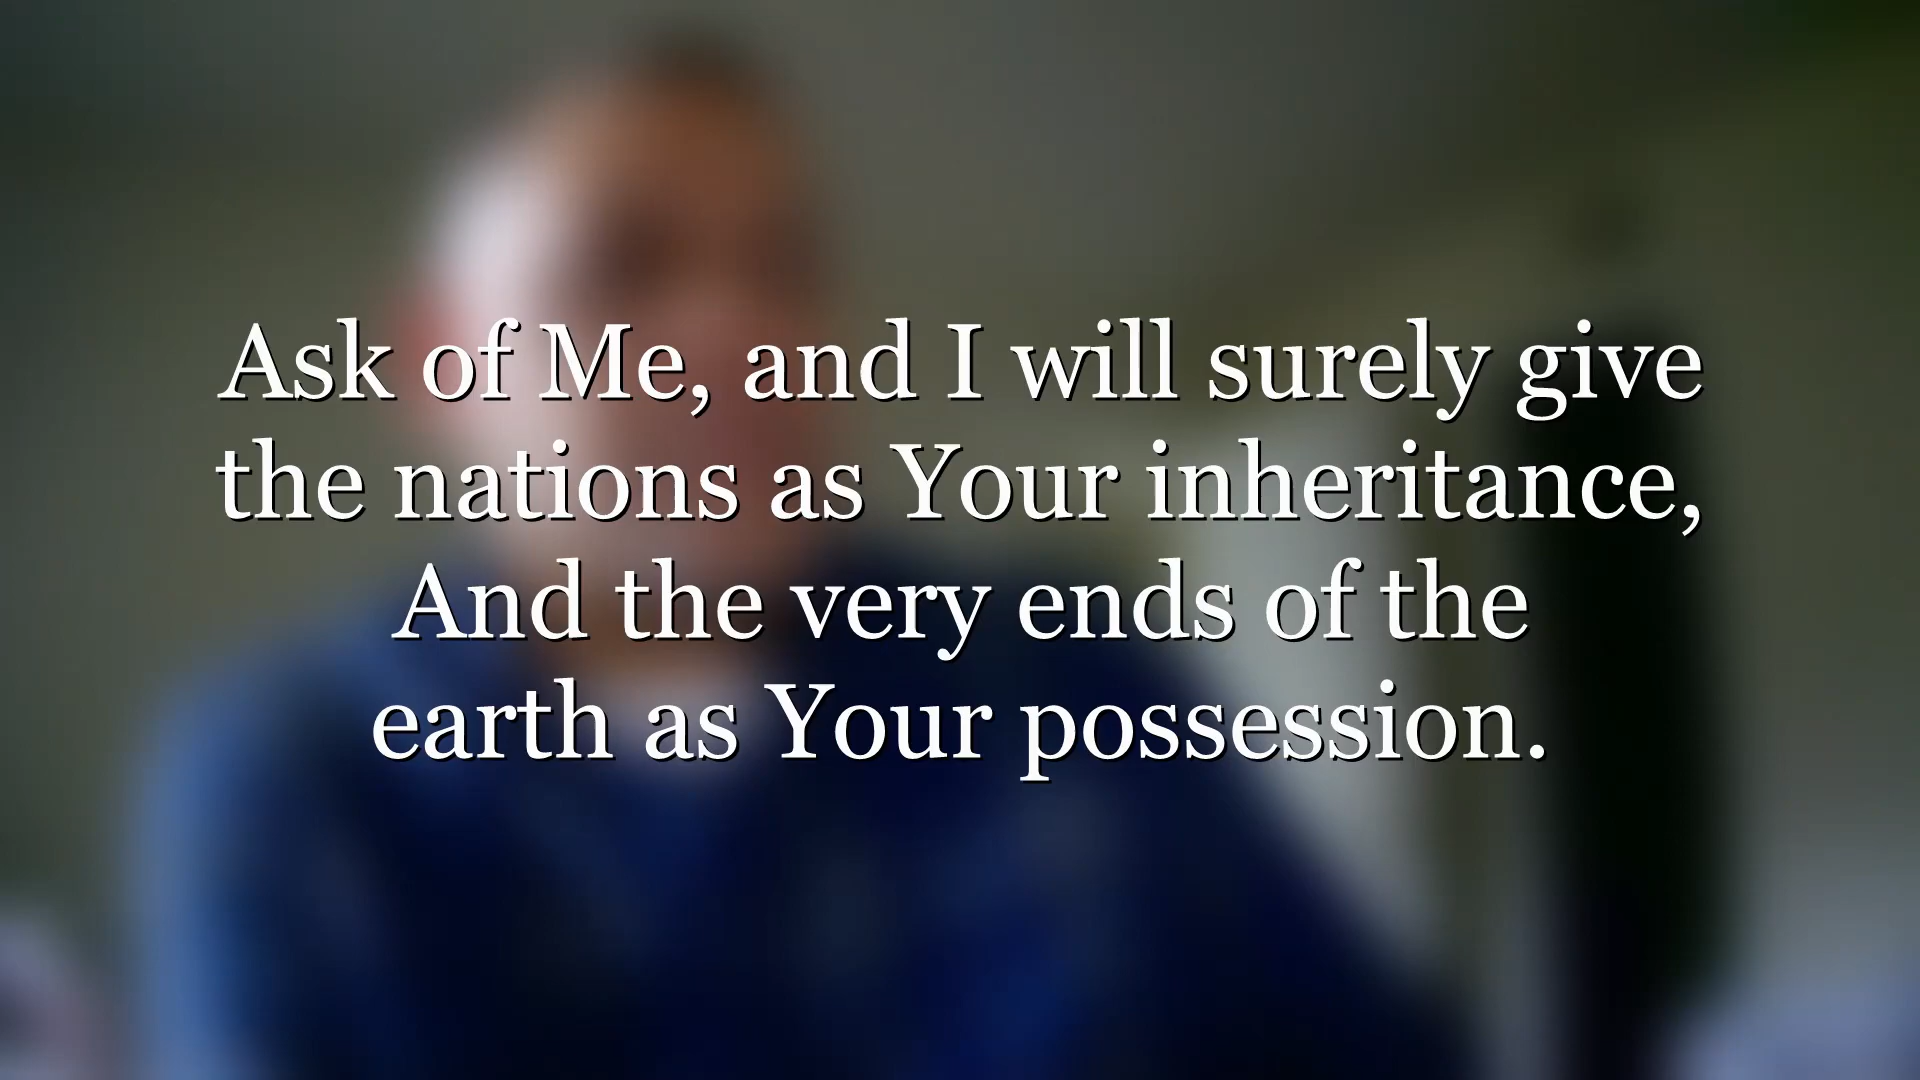 Ask of Me, and I will surely give
the nations as Your inheritance,
And the very ends of the
earth as Your possession.